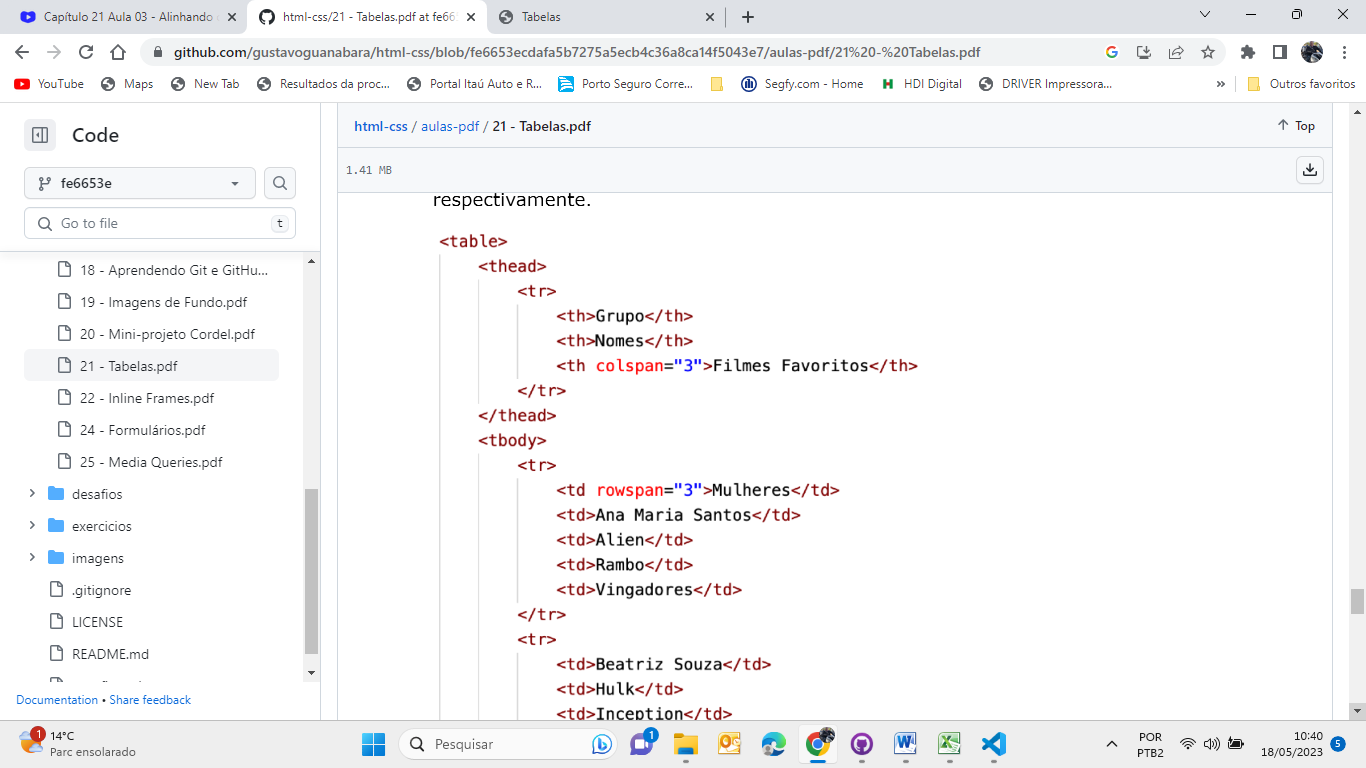 Capítulo 21 Aula 03 - Alinhando
html-css/21 - Tabelas.pdf at fe665
Tabelas
github.com/gustavoguanabara/html-css/blob/fe6653ecdafa5b7275a5ecb4c36a8ca14f5043e7/aulas-pdf/21%20-%20Tabelas.pdf
YouTube
Maps
New Tab
Resultados da proc...
Portal Itaú Auto e R...
Porto Seguro Corre...
Segfy.com - Home
HDI Digital
DRIVER Impressora...
»
Outros favoritos
Code
fe6653e
Go to file
t
18 - Aprendendo Git e GitHu...
19 - Imagens de Fundo.pdf
20 - Mini-projeto Cordel.pdf
21 - Tabelas.pdf
22 - Inline Frames.pdf
24 - Formulários.pdf
25 - Media Queries.pdf
desafios
exercicios
imagens
.gitignore
LICENSE
README.md
Documentation • Share feedback
html-css / aulas-pdf / 21 - Tabelas.pdf
Top
1.41 MB
respectivamente.
<table>
<thead>
<tr>
<th>Grupo</th>
<th>Nomes</th>
<th colspan="3">Filmes Favoritos</th>
</tr>
</thead>
<tbody>
<tr>
<td rowspan="3">Mulheres</td>
<td>Ana Maria Santos</td>
<td>Alien</td>
<td>Rambo</td>
<td>Vingadores</td>
</tr>
<tr>
<td>Beatriz Souza</td>
<td>Hulk</td>
<td>Inception</td>
1
14°C
Parc ensolarado
Pesquisar
1
POR
PTB2
10:40
18/05/2023
5